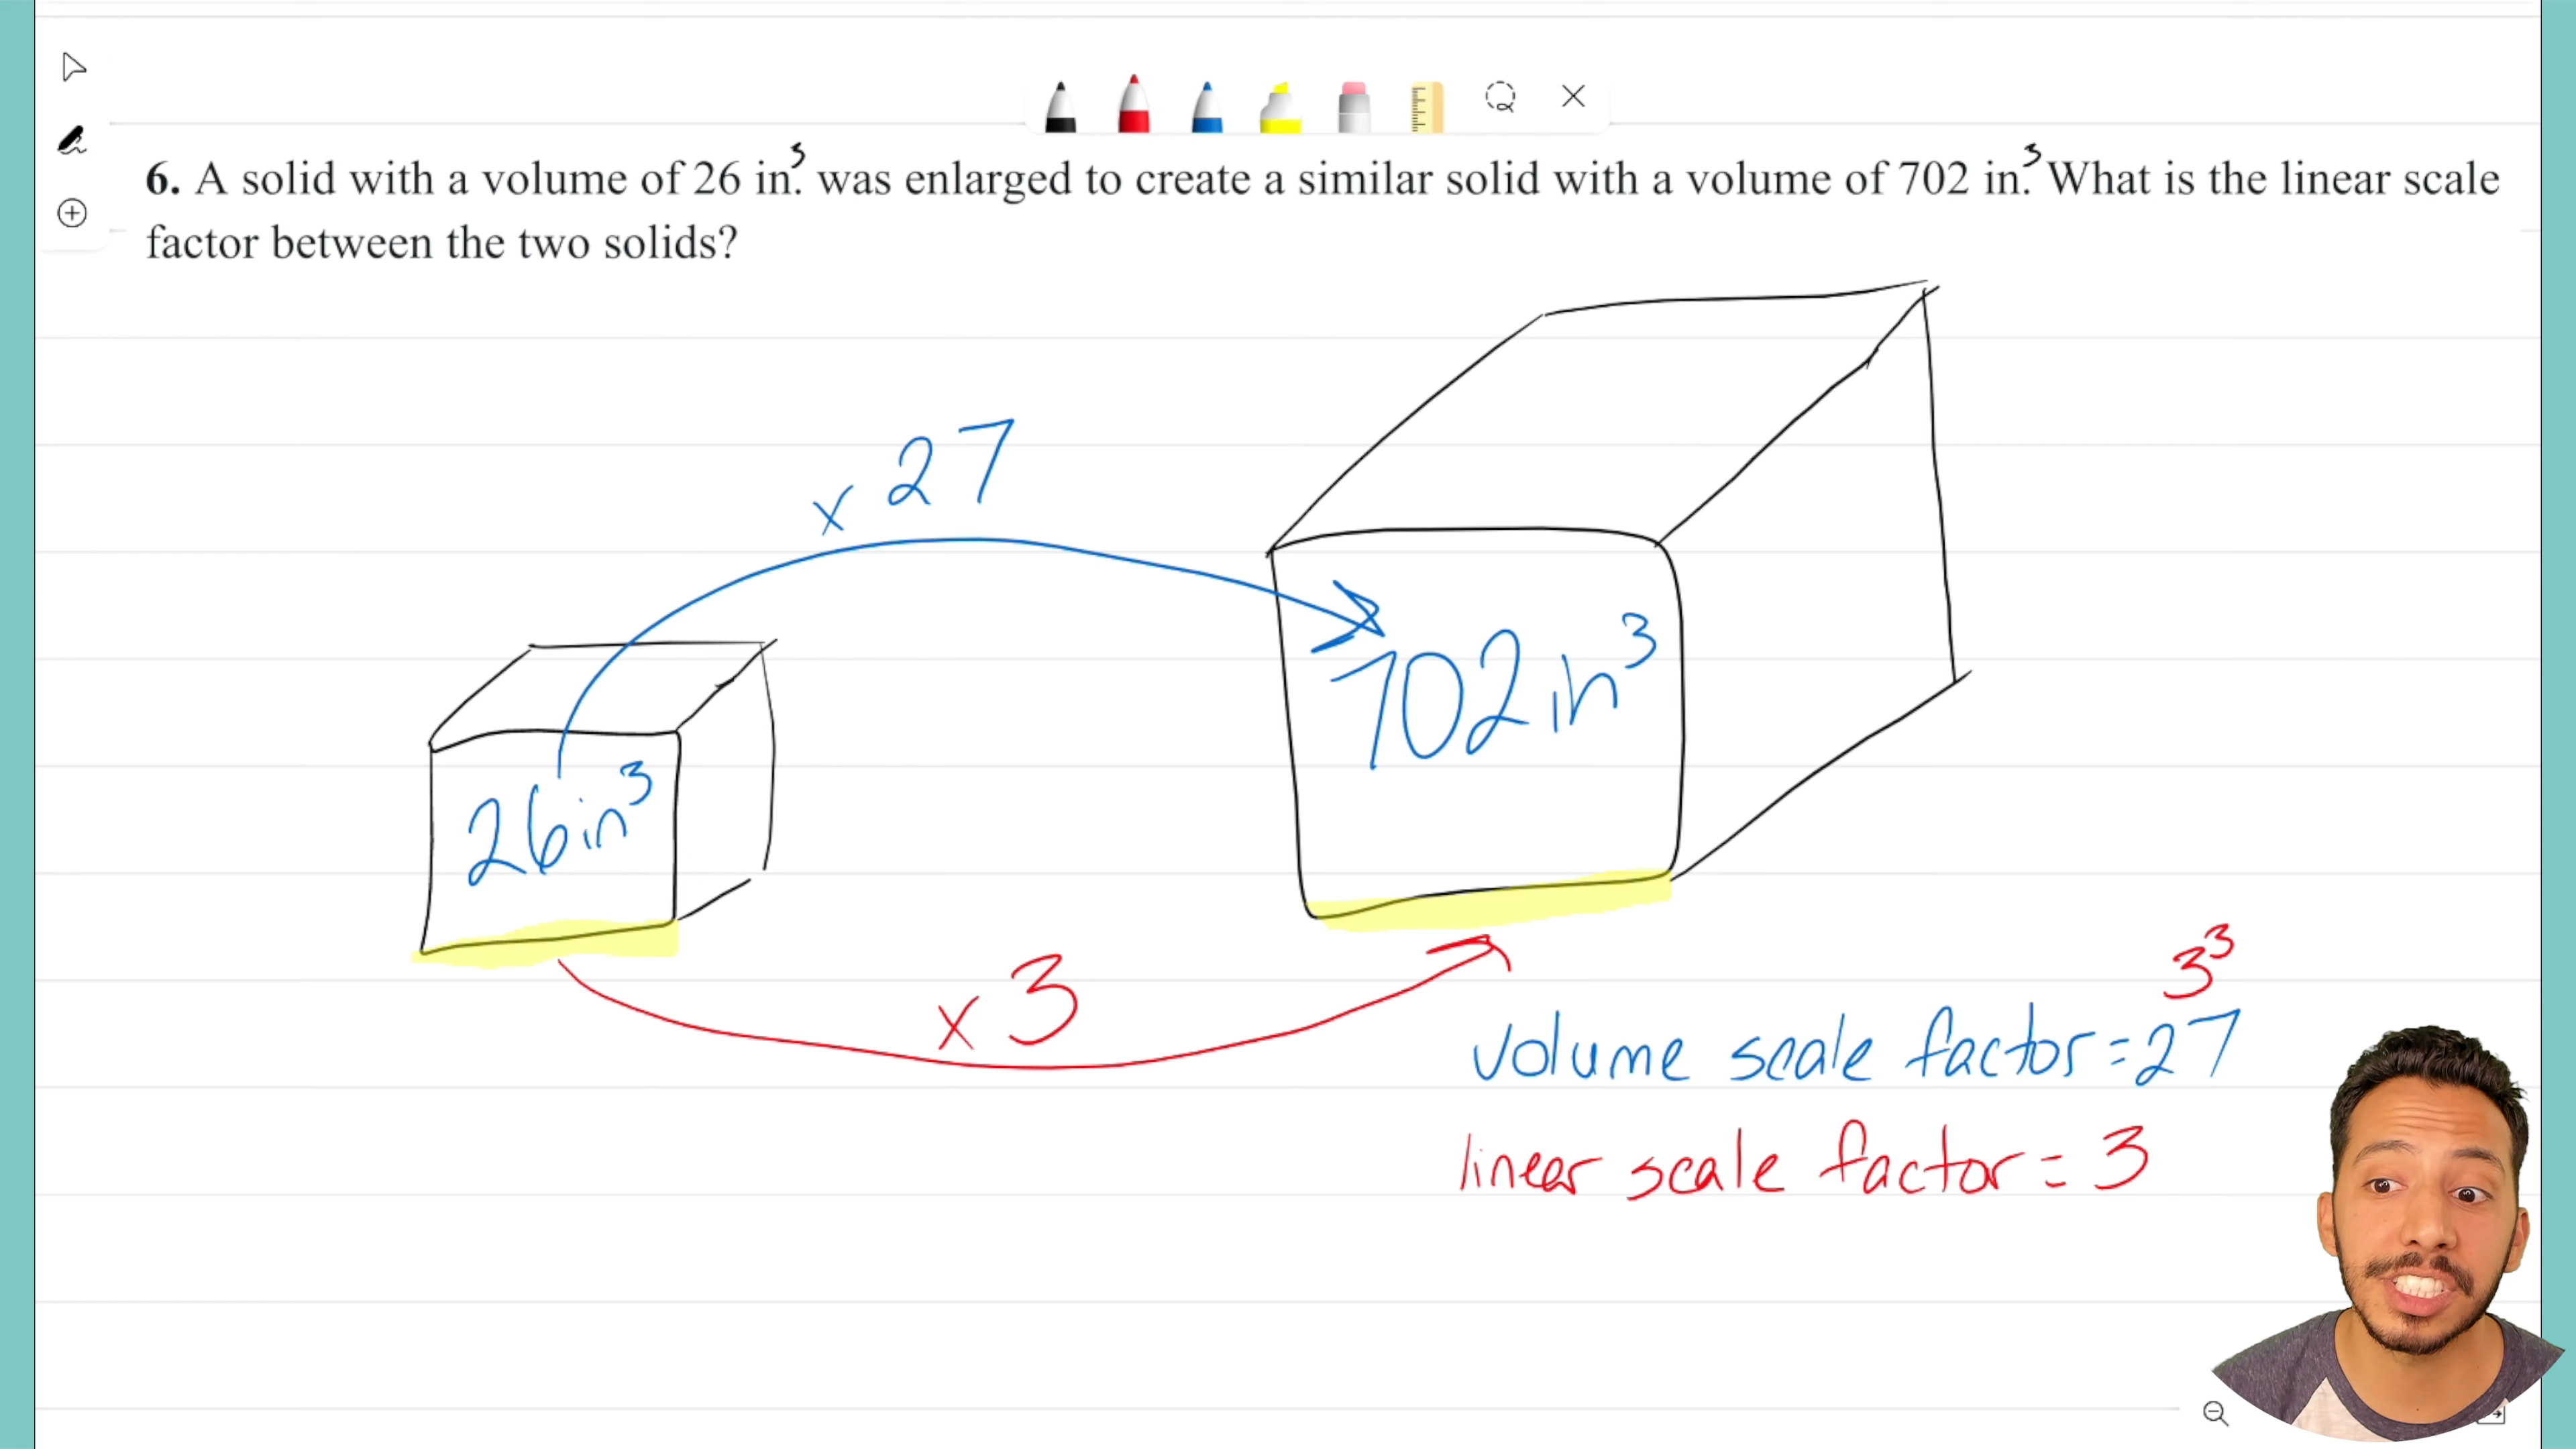 6. A solid with a volume of 26 in.³ was enlarged to create a similar solid with a volume of 702 in.³ What is the linear scale
factor between the two solids?
x 27
702 in³
26 in³
x 3
3³
volume scale factor = 27
linear scale factor = 3